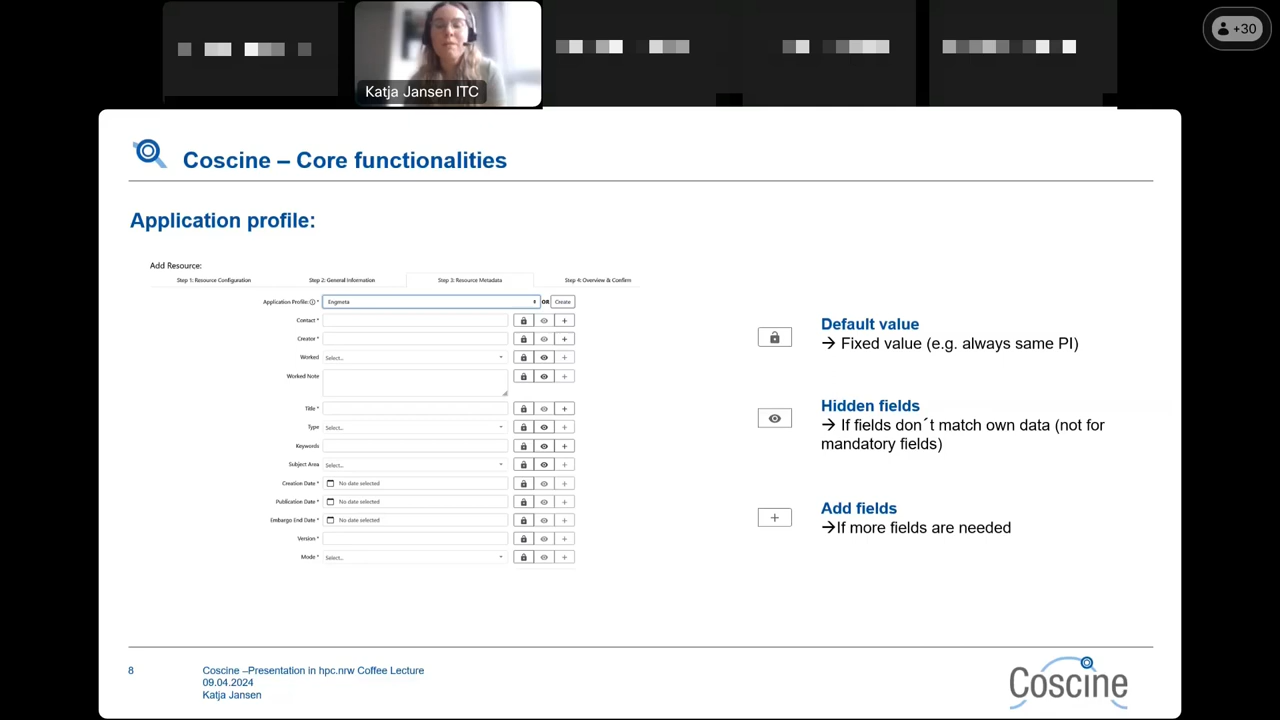 +30
Katja Jansen ITC
Coscine – Core functionalities
Application profile:
Add Resource:
Step 1: Resource Configuration
Step 2: General Information
Step 3: Resource Metadata
Step 4: Overview & Confirm
Application Profile: * Engmeta OR Create
Contact *
Creator *
Worked Select...
Worked Note
Title *
Type Select...
Keywords
Subject Area Select...
Creation Date * No date selected
Publication Date * No date selected
Embargo End Date * No date selected
Version *
Mode * Select...
Default value
→ Fixed value (e.g. always same PI)
Hidden fields
→ If fields don´t match own data (not for
mandatory fields)
Add fields
→If more fields are needed
8
Coscine –Presentation in hpc.nrw Coffee Lecture
09.04.2024
Katja Jansen
Coscine